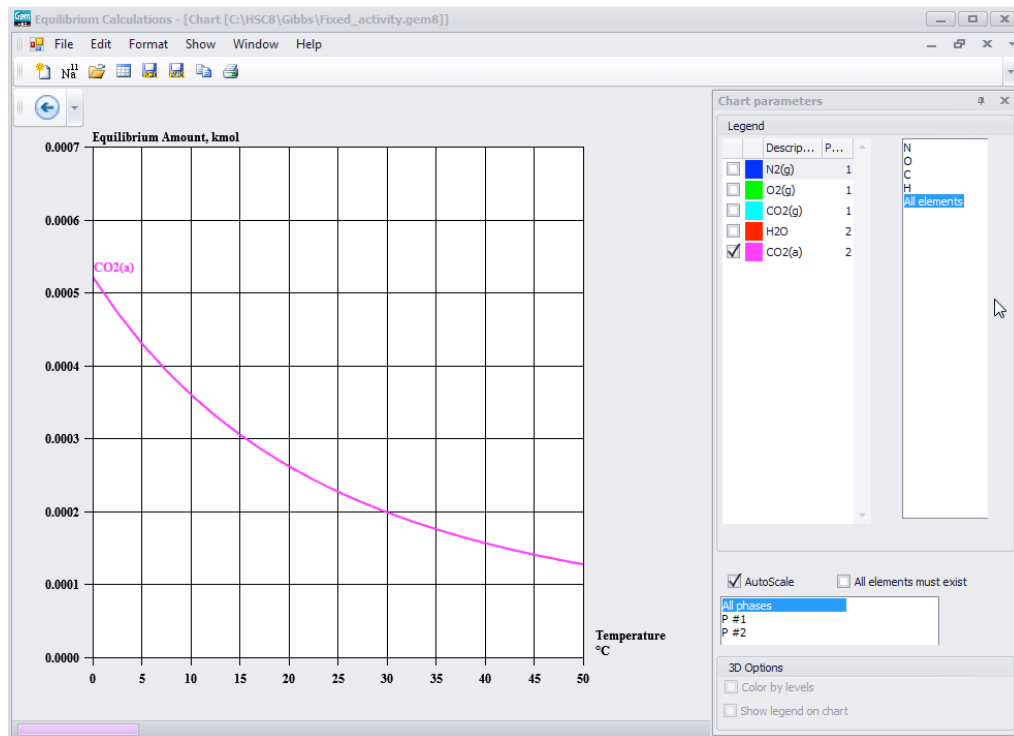 Gem
Equilibrium Calculations - [Chart [C:\HSC8\Gibbs\Fixed_activity.gem8]]
File Edit Format Show Window Help
11
Na
Chart parameters
Legend
Descrip... P...
N2(g) 1
O2(g) 1
CO2(g) 1
H2O 2
CO2(a) 2
N
O
C
H
All elements
AutoScale All elements must exist
All phases
P #1
P #2
3D Options
Color by levels
Show legend on chart
Equilibrium Amount, kmol
0.0007
0.0006
CO2(a)
0.0005
0.0004
0.0003
0.0002
0.0001
0.0000
Temperature
°C
0 5 10 15 20 25 30 35 40 45 50